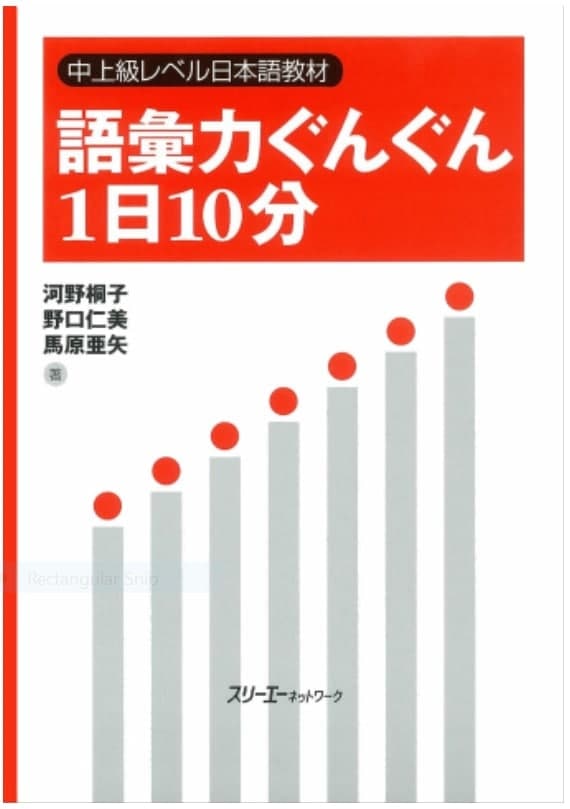 中上級レベル日本語教材
語彙力ぐんぐん
1日10分
河野桐子
野口仁美
馬原亜矢
著
Rectangular Snip
スリーエーネットワーク